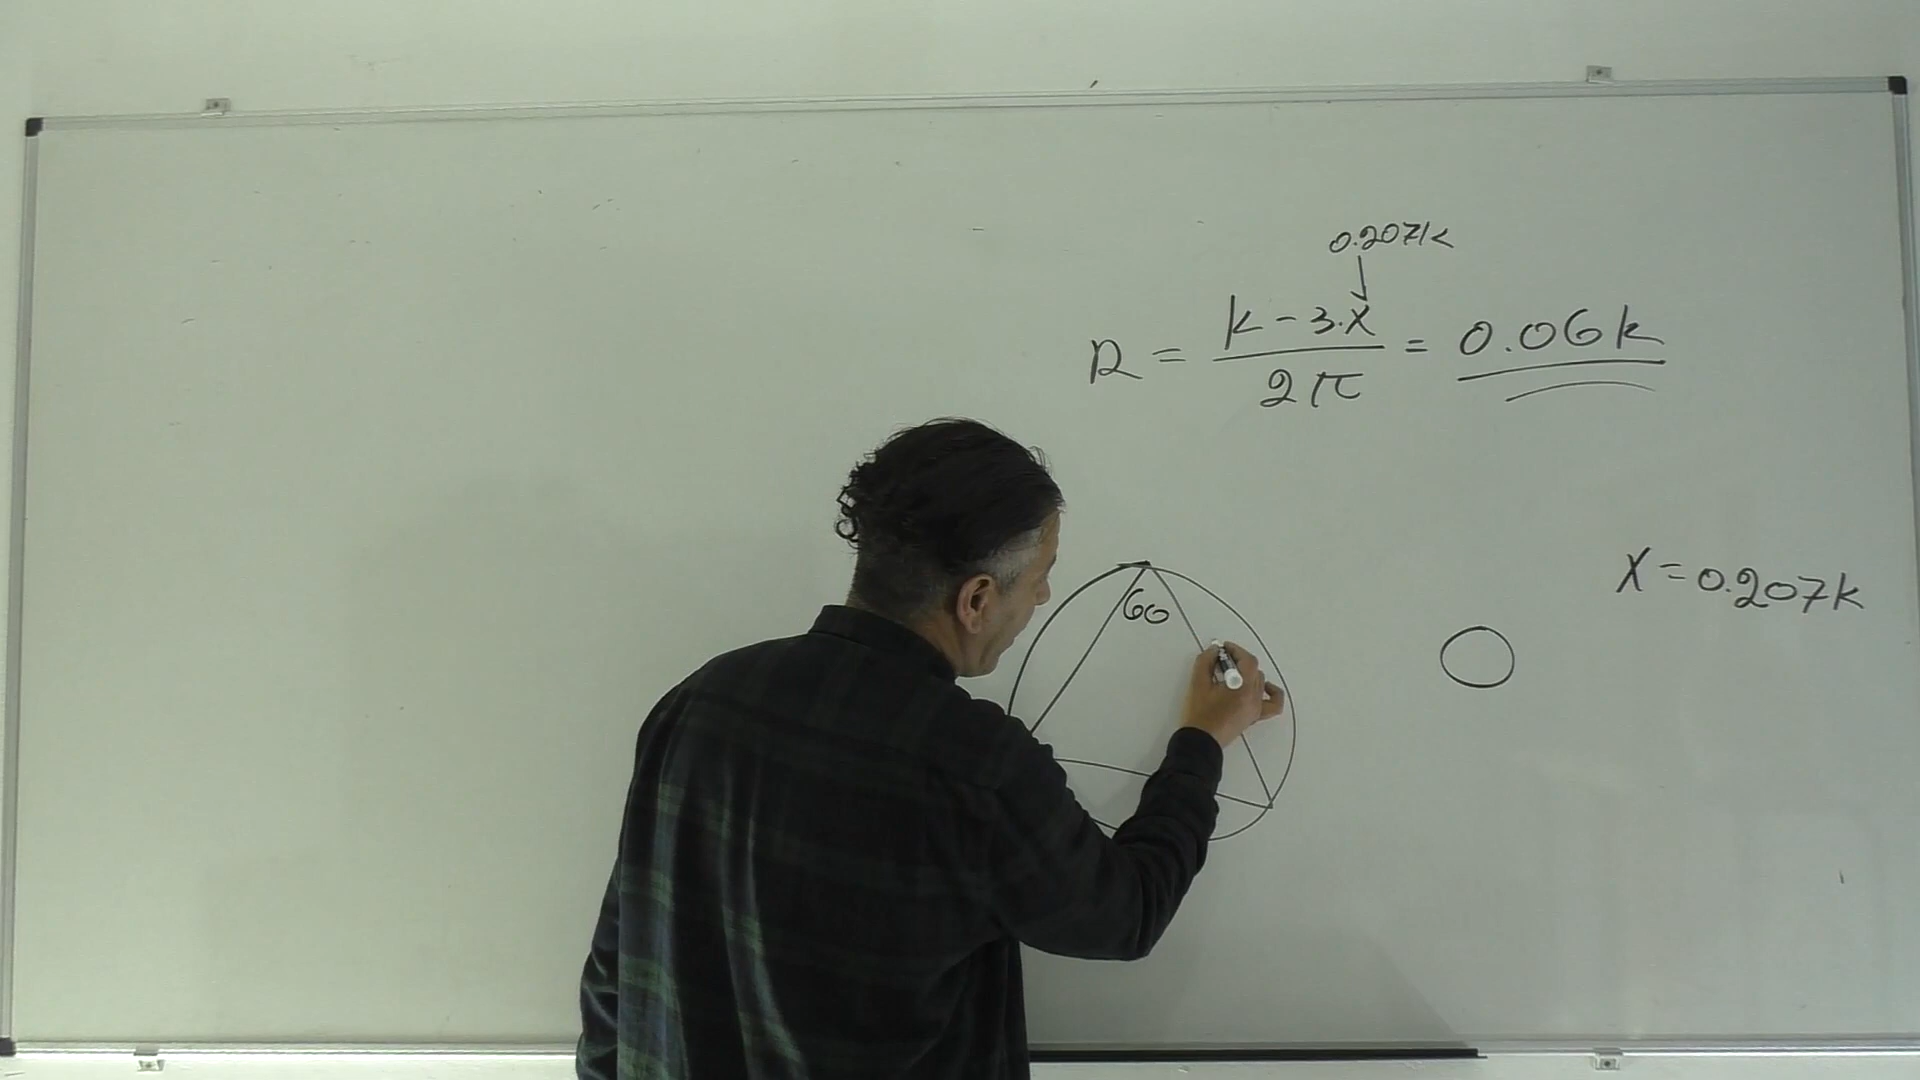 0.207k
R = k - 3.x / 2π = 0.06k
x = 0.207k
60